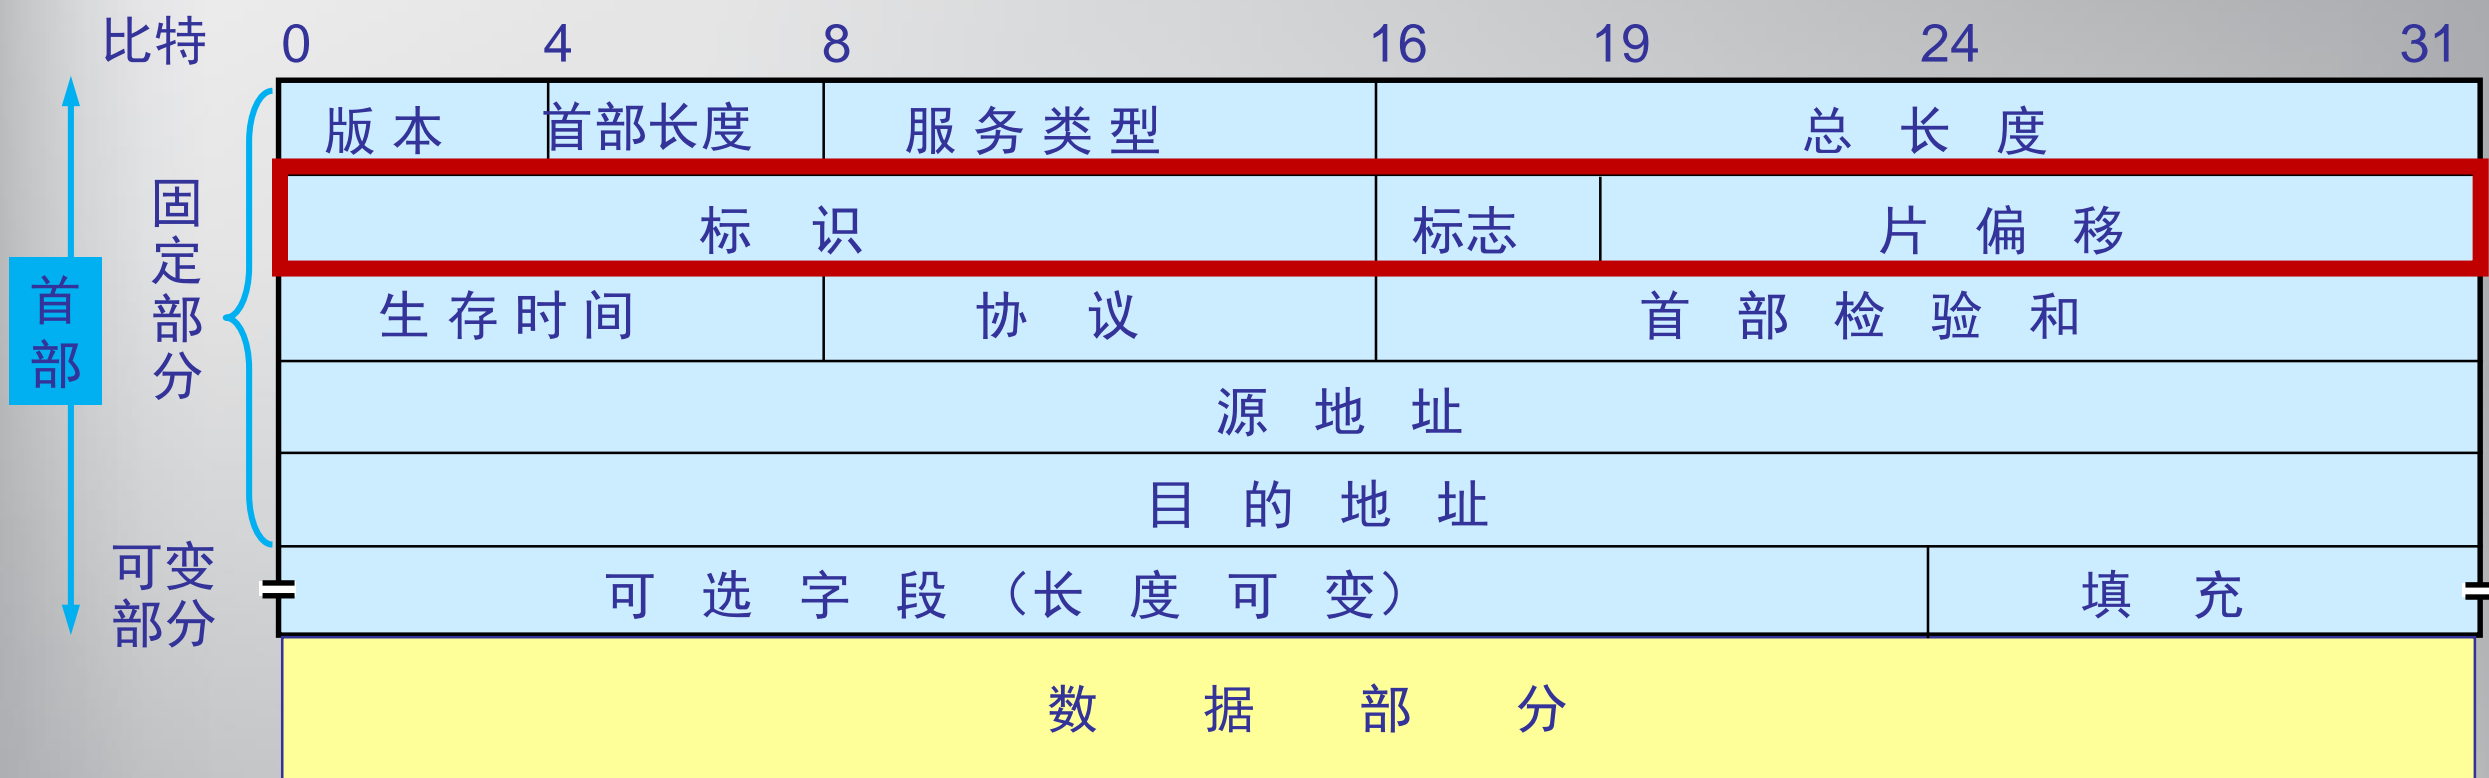 比特 0 4 8 16 19 24 31
版本 首部长度 服务类型 总长度
标识 标志 片偏移
生存时间 协议 首部检验和
源地址
目的地址
可选字段（长度可变） 填充
数据部分
首部
固定部分
可变
部分